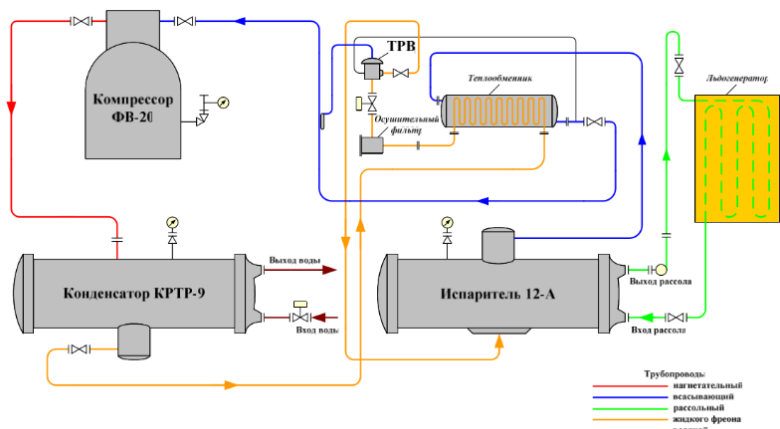 ТРВ
Теплообменник
Льдогенератор
Компрессор
ФВ-20
Осушительный
фильтр
Выход воды
Конденсатор КРТР-9
Вход воды
Испаритель 12-А
Выход рассола
Вход рассола
Трубопроводы
нагнетательный
всасывающий
рассольный
жидкого фреона